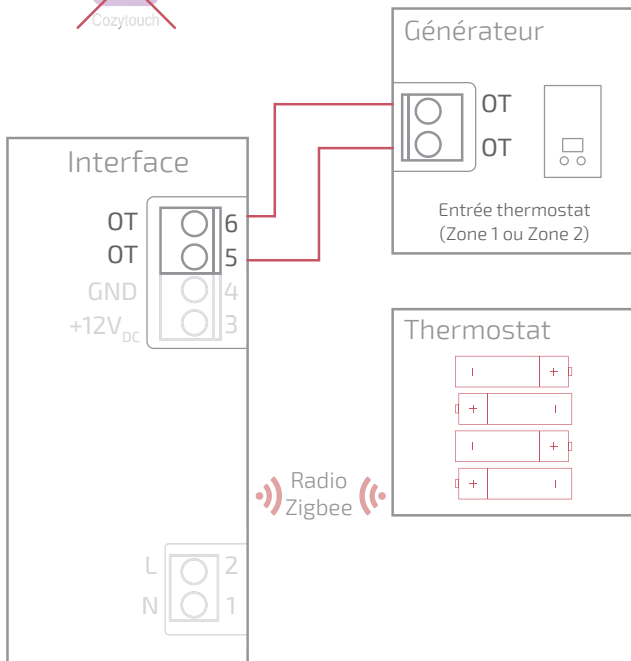 Cozytouch
Générateur
OT
OT
Entrée thermostat
(Zone 1 ou Zone 2)
Interface
OT 6
OT 5
GND 4
+12VDC 3
Thermostat
- +
+ -
- +
+ -
Radio
Zigbee
L 2
N 1